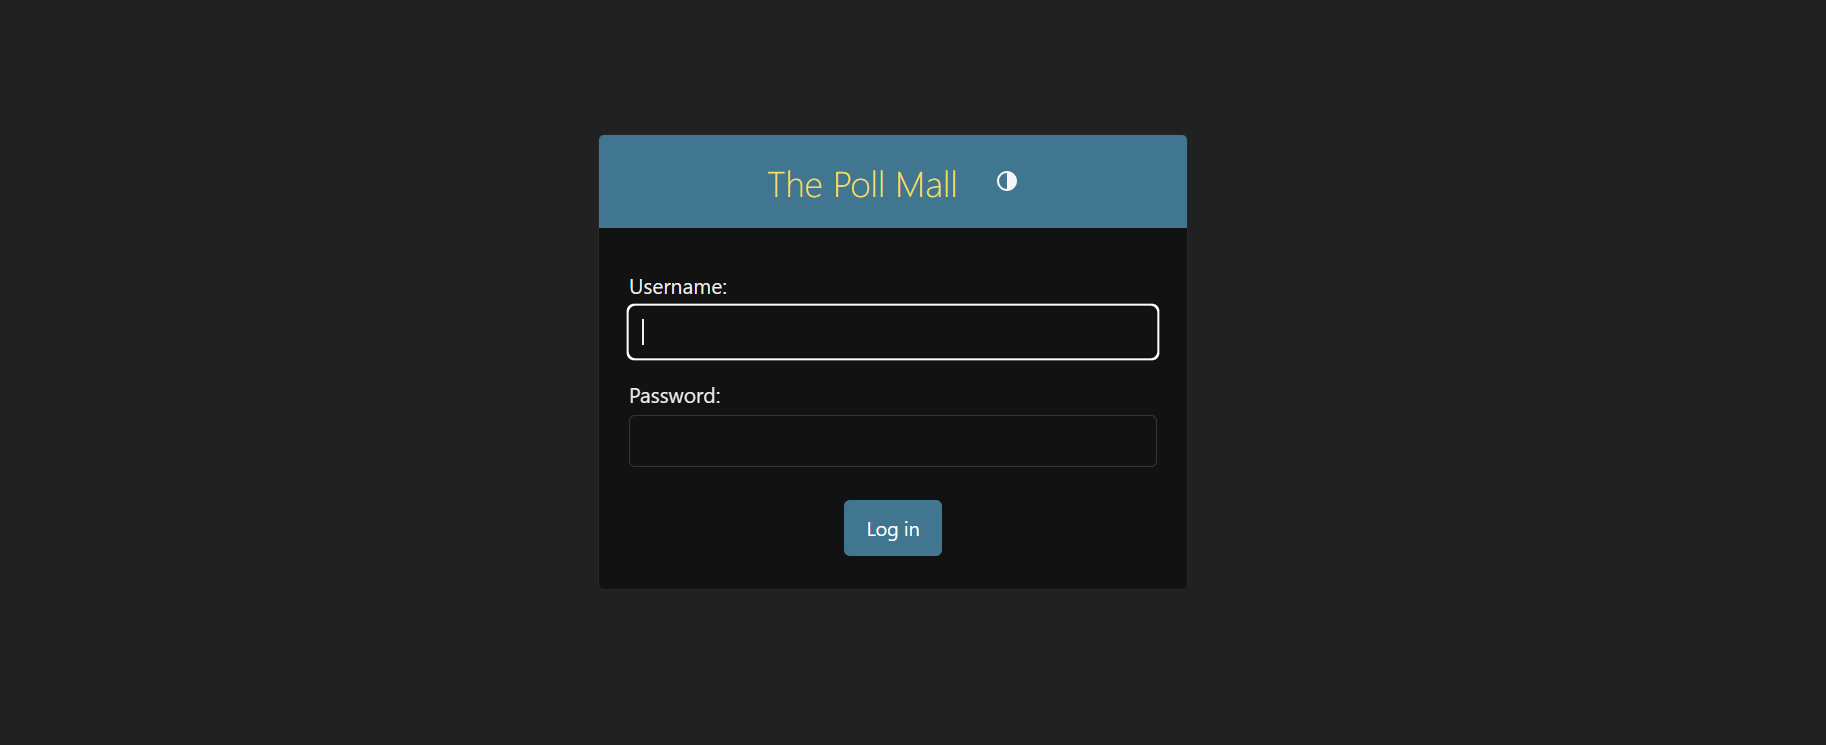 The Poll Mall
Username:
Password:
Log in